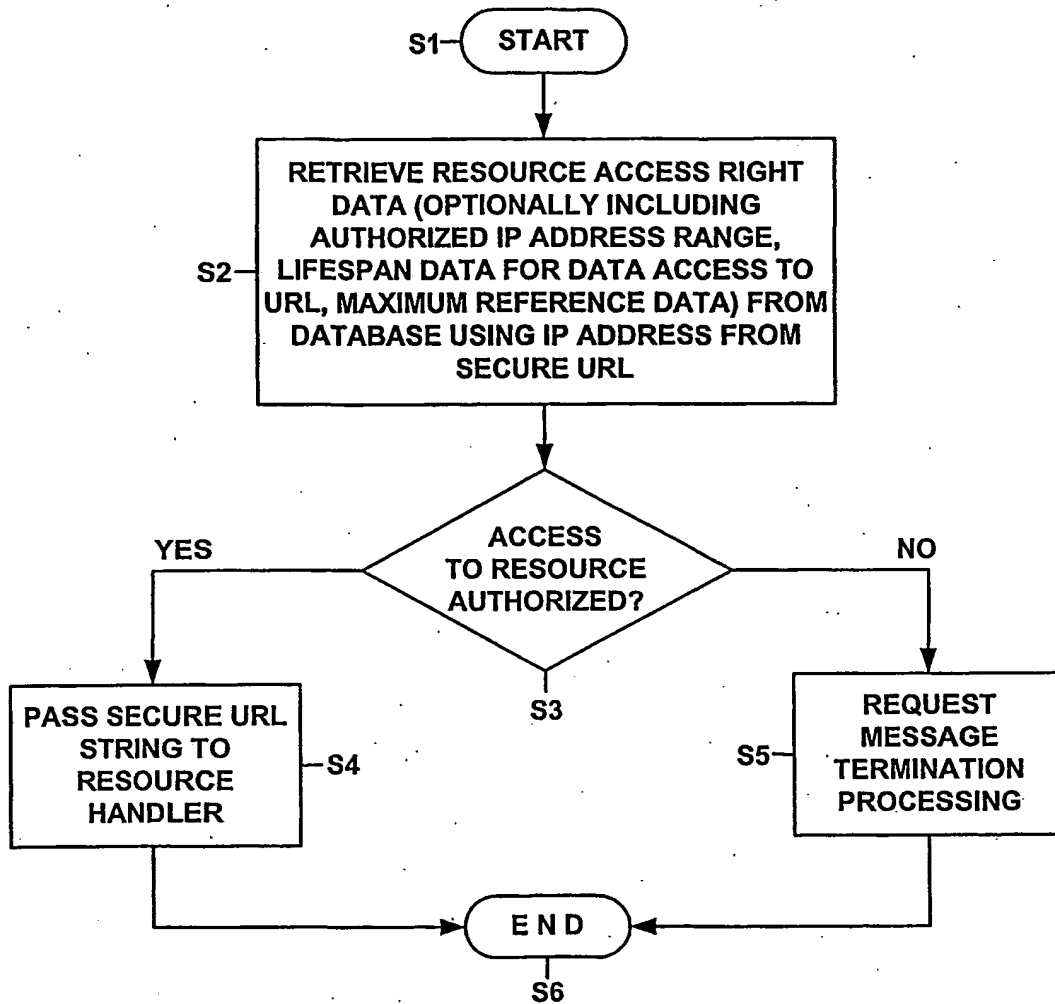 S1 START
RETRIEVE RESOURCE ACCESS RIGHT
DATA (OPTIONALLY INCLUDING
AUTHORIZED IP ADDRESS RANGE,
S2 LIFESPAN DATA FOR DATA ACCESS TO
URL, MAXIMUM REFERENCE DATA) FROM
DATABASE USING IP ADDRESS FROM
SECURE URL
ACCESS
TO RESOURCE
AUTHORIZED?
YES
NO
S3
PASS SECURE URL
STRING TO
RESOURCE
HANDLER
S4
S5
REQUEST
MESSAGE
TERMINATION
PROCESSING
END
S6